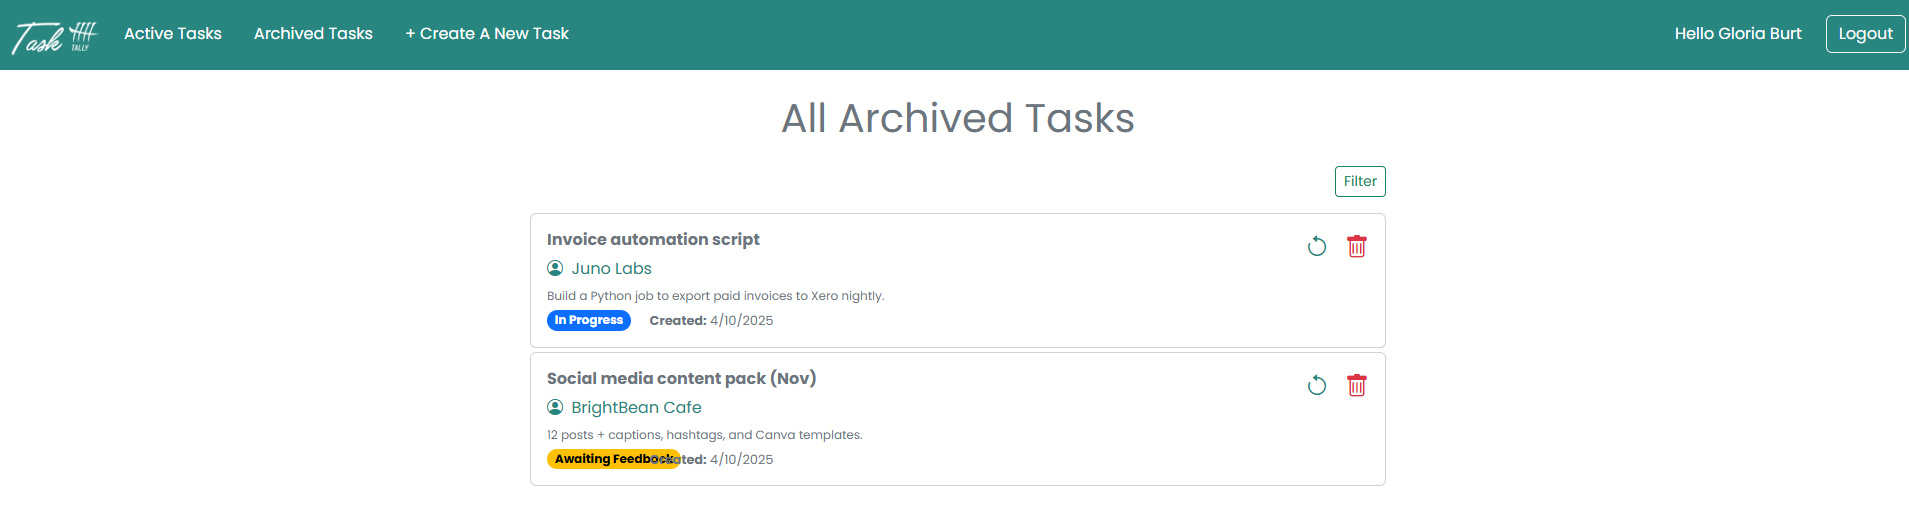 Task TALLY Active Tasks Archived Tasks + Create A New Task Hello Gloria Burt Logout
All Archived Tasks
Filter
Invoice automation script
Juno Labs
Build a Python job to export paid invoices to Xero nightly.
In Progress Created: 4/10/2025
Social media content pack (Nov)
BrightBean Cafe
12 posts + captions, hashtags, and Canva templates.
Awaiting Feedback Created: 4/10/2025